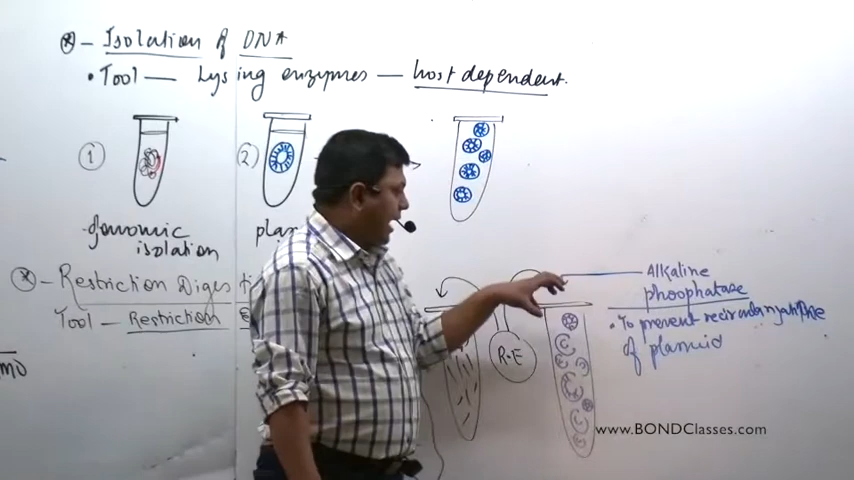 * - Isolation of DNA
• Tool — Lysing enzymes — host dependent.
1
2)
genomic isolation
* - Restriction Diges
Tool - Restriction
R.E
Alkaline
phosphatase
• To prevent
of plasmid
www.BONDClasses.com